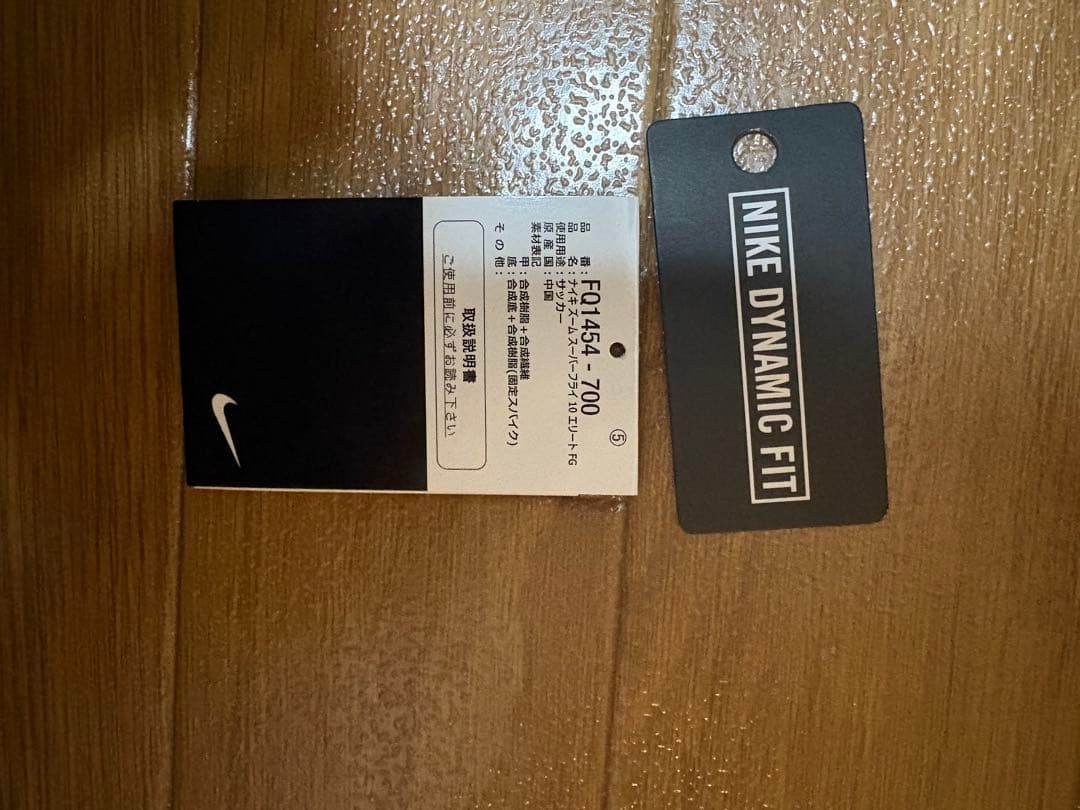 ⑤
品番：FQ1454 - 700
品名：ナイキ ズーム スーパーフライ 10 エリート FG
使用用途：サッカー
原産国：中国
素材表記
甲：合成樹脂＋合成繊維
底：合成底＋合成樹脂(固定スパイク)
その他：
取扱説明書
ご使用前に必ずお読み下さい
NIKE DYNAMIC FIT